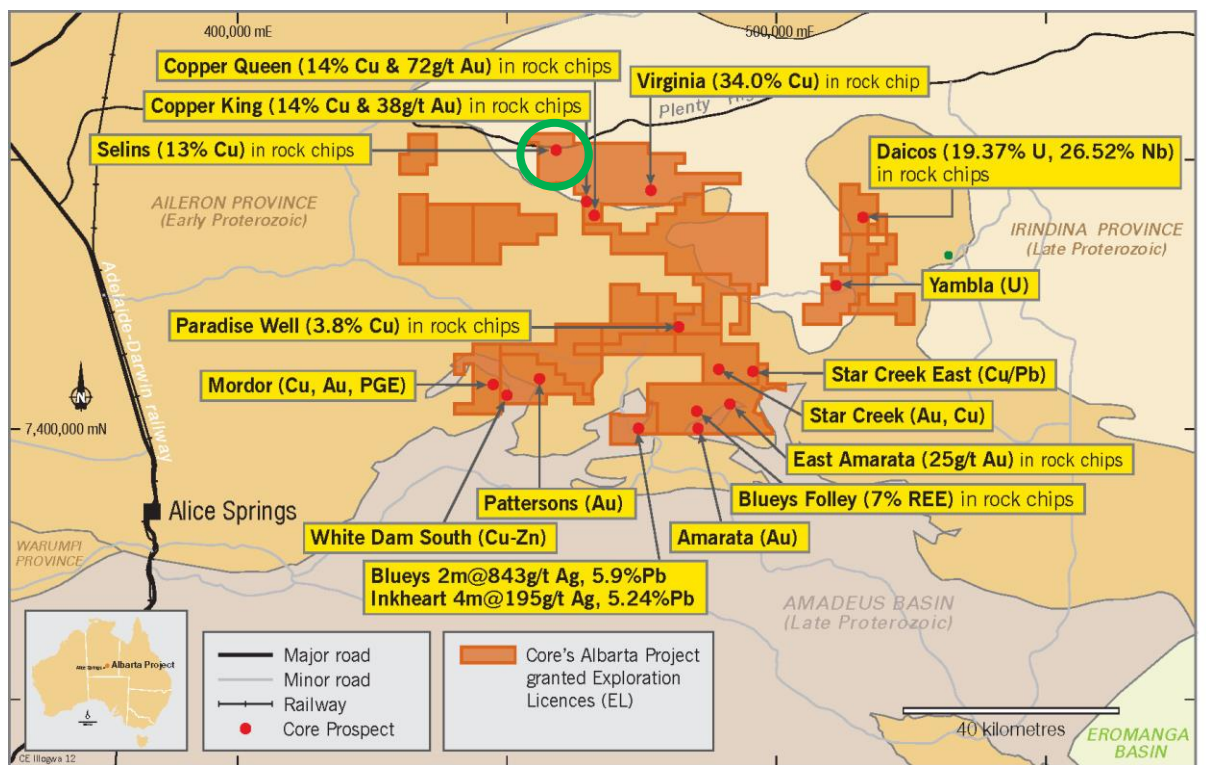 400,000 mE
500,000 mE
Copper Queen (14% Cu & 72g/t Au) in rock chips
Virginia (34.0% Cu) in rock chip
Copper King (14% Cu & 38g/t Au) in rock chips
Plenty
Selins (13% Cu) in rock chips
Daicos (19.37% U, 26.52% Nb)
in rock chips
AILERON PROVINCE
(Early Proterozoic)
IRINDINA PROVINCE
(Late Proterozoic)
Adelaide-Darwin railway
Yambla (U)
Paradise Well (3.8% Cu) in rock chips
Mordor (Cu, Au, PGE)
Star Creek East (Cu/Pb)
N
Star Creek (Au, Cu)
7,400,000 mN
East Amarata (25g/t Au) in rock chips
Pattersons (Au)
Blueys Folley (7% REE) in rock chips
Alice Springs
White Dam South (Cu-Zn)
Amarata (Au)
WARUMPI
PROVINCE
Blueys 2m@843g/t Ag, 5.9%Pb
Inkheart 4m@195g/t Ag, 5.24%Pb
AMADEUS BASIN
(Late Proterozoic)
Alice Springs
Albarta Project
Major road
Minor road
Railway
Core Prospect
Core's Albarta Project
granted Exploration
Licences (EL)
40 kilometres
EROMANGA
BASIN
CE Illogwa 12